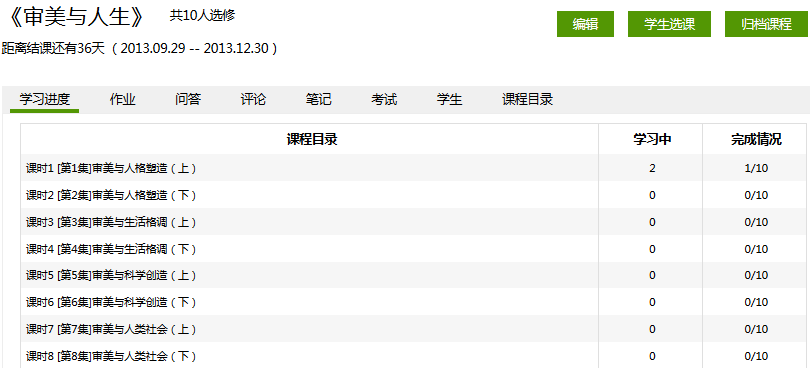 《审美与人生》 共10人选修
编辑 学生选课 归档课程
距离结课还有36天 （2013.09.29 -- 2013.12.30）
学习进度 作业 问答 评论 笔记 考试 学生 课程目录
课程目录 学习中 完成情况
课时1 [第1集]审美与人格塑造（上） 2 1/10
课时2 [第2集]审美与人格塑造（下） 0 0/10
课时3 [第3集]审美与生活格调（上） 0 0/10
课时4 [第4集]审美与生活格调（下） 0 0/10
课时5 [第5集]审美与科学创造（上） 0 0/10
课时6 [第6集]审美与科学创造（下） 0 0/10
课时7 [第7集]审美与人类社会（上） 0 0/10
课时8 [第8集]审美与人类社会（下） 0 0/10